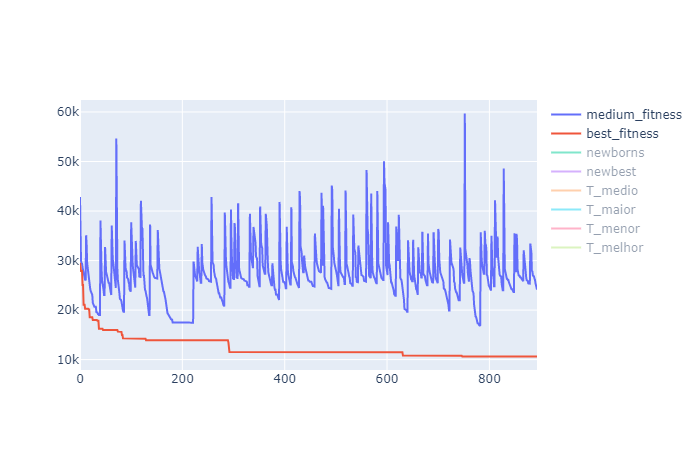 60k
50k
40k
30k
20k
10k
0 200 400 600 800
medium_fitness
best_fitness
newborns
newbest
T_medio
T_maior
T_menor
T_melhor